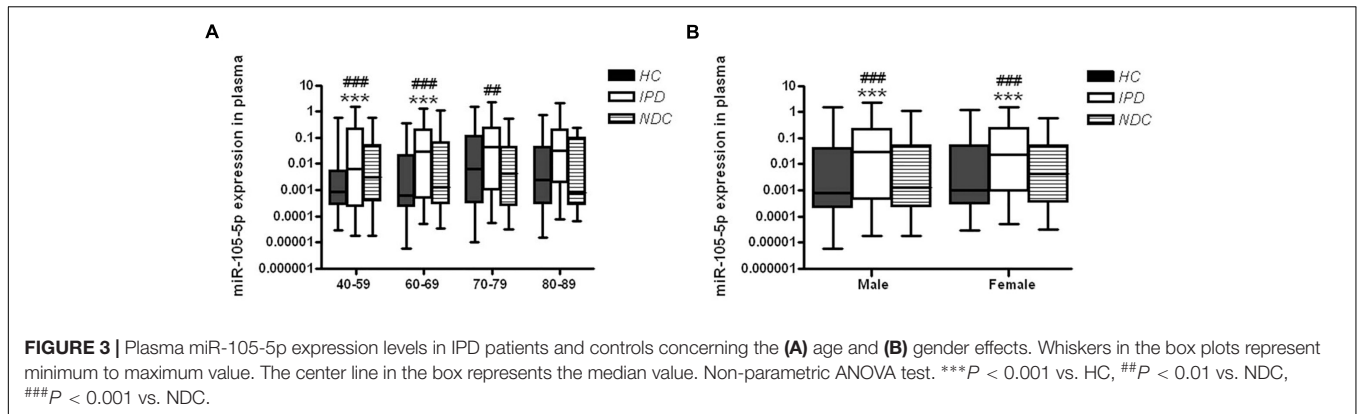 A
miR-105-5p expression in plasma
10
1
0.1
0.01
0.001
0.0001
0.00001
0.000001
### *** ### *** ##
40-59 60-69 70-79 80-89
HC
IPD
NDC
B
miR-105-5p expression in plasma
10
1
0.1
0.01
0.001
0.0001
0.00001
0.000001
### *** ### ***
Male Female
HC
IPD
NDC
FIGURE 3 | Plasma miR-105-5p expression levels in IPD patients and controls concerning the (A) age and (B) gender effects. Whiskers in the box plots represent
minimum to maximum value. The center line in the box represents the median value. Non-parametric ANOVA test. ***P < 0.001 vs. HC, ##P < 0.01 vs. NDC,
###P < 0.001 vs. NDC.